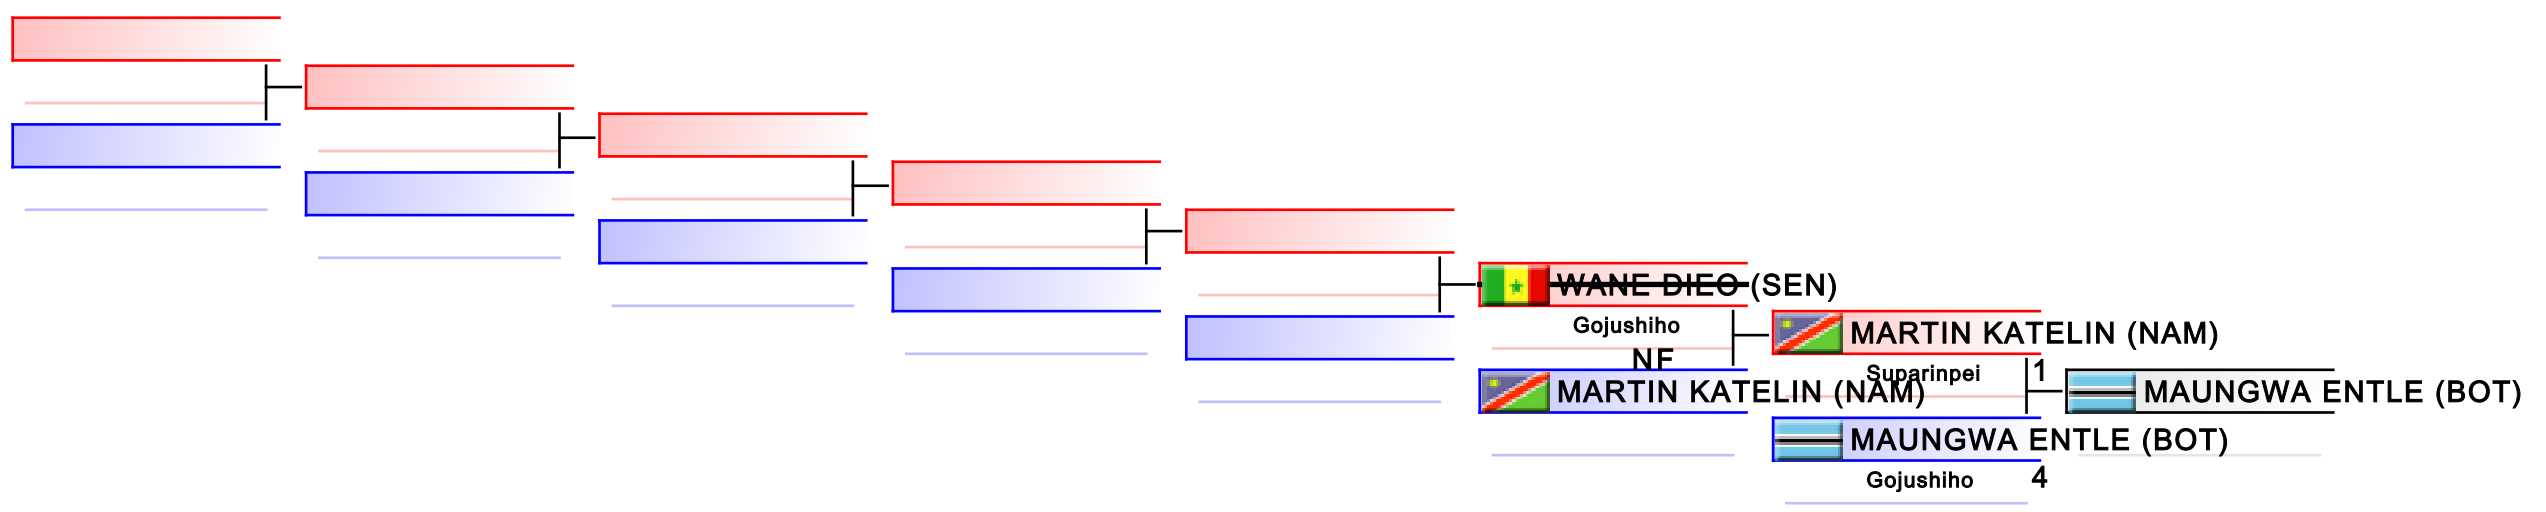 WANE DIEO (SEN)
Gojushiho
NF
MARTIN KATELIN (NAM)
MARTIN KATELIN (NAM)
Suparinpei
1
MAUNGWA ENTLE (BOT)
Gojushiho
4
MAUNGWA ENTLE (BOT)